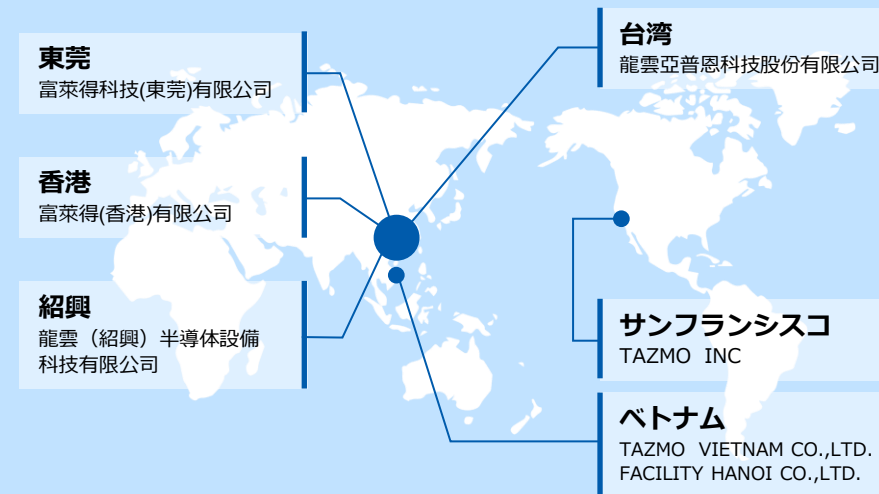 東莞
富萊得科技(東莞)有限公司
香港
富萊得(香港)有限公司
紹興
龍雲（紹興）半導体設備
科技有限公司
台湾
龍雲亞普恩科技股份有限公司
サンフランシスコ
TAZMO INC
ベトナム
TAZMO VIETNAM CO.,LTD.
FACILITY HANOI CO.,LTD.